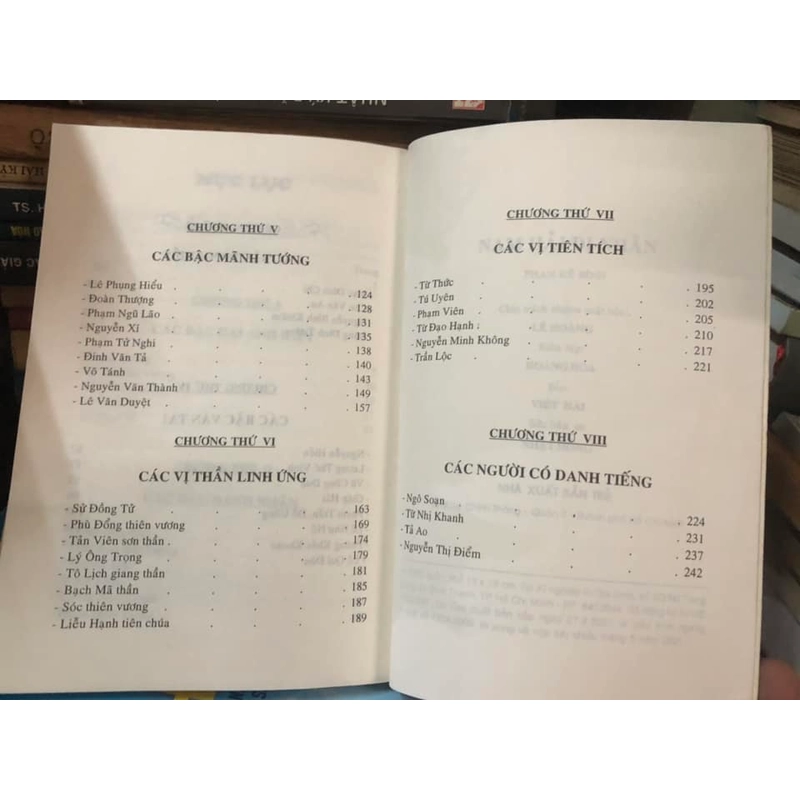 CHƯƠNG THỨ V
CÁC BẬC MÃNH TƯỚNG
- Lê Phụng Hiểu . . . . 124
- Đoàn Thượng . . . . 128
- Phạm Ngũ Lão . . . . 131
- Nguyễn Xí . . . . 135
- Phạm Tử Nghi . . . . 138
- Đinh Văn Tả . . . . 140
- Võ Tánh . . . . 143
- Nguyễn Văn Thành . . . . 149
- Lê Văn Duyệt . . . . 157
CHƯƠNG THỨ VI
CÁC VỊ THẦN LINH ỨNG
- Sử Đồng Tử . . . . 163
- Phù Đổng thiên vương . . . . 169
- Tản Viên sơn thần . . . . 174
- Lý Ông Trọng . . . . 179
- Tô Lịch giang thần . . . . 181
- Bạch Mã thần . . . . 185
- Sóc thiên vương . . . . 187
- Liễu Hạnh tiên chúa . . . . 189
CHƯƠNG THỨ VII
CÁC VỊ TIÊN TÍCH
- Từ Thức . . . . 195
- Tú Uyên . . . . 202
- Phạm Viên . . . . 205
- Từ Đạo Hạnh . . . . 210
- Nguyễn Minh Không . . . . 217
- Trần Lộc . . . . 221
CHƯƠNG THỨ VIII
CÁC NGƯỜI CÓ DANH TIẾNG
- Ngô Soạn . . . . 224
- Từ Nhị Khanh . . . . 231
- Tả Ao . . . . 237
- Nguyễn Thị Điểm . . . . 242